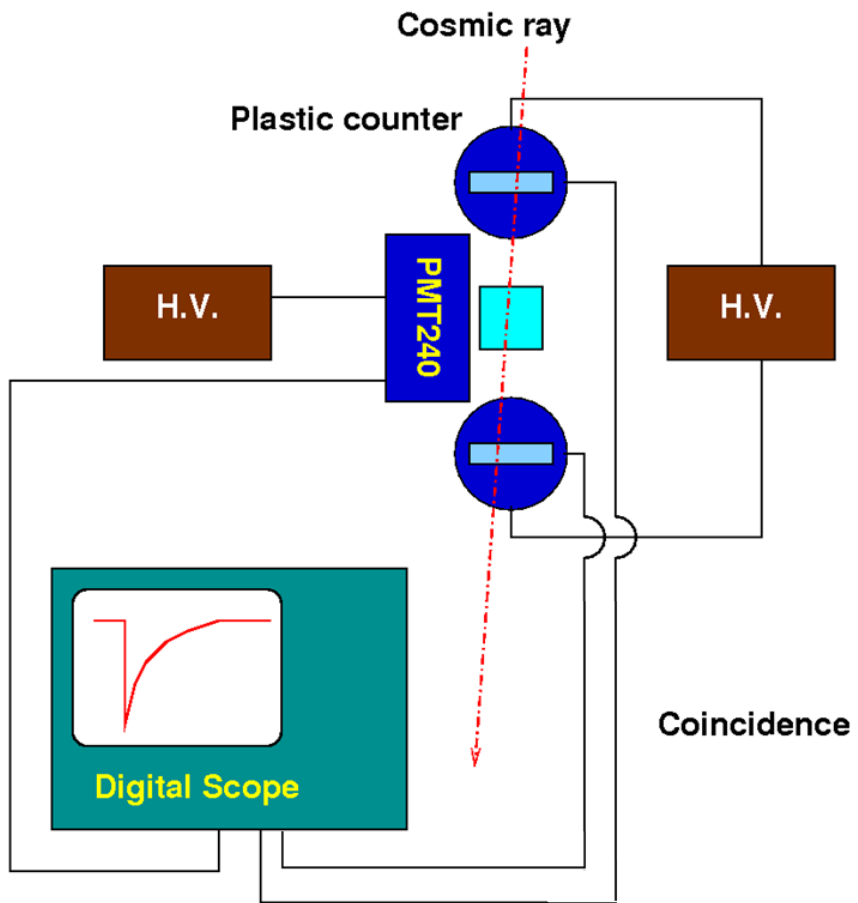 Cosmic ray
Plastic counter
H.V.
PMT240
H.V.
Coincidence
Digital Scope